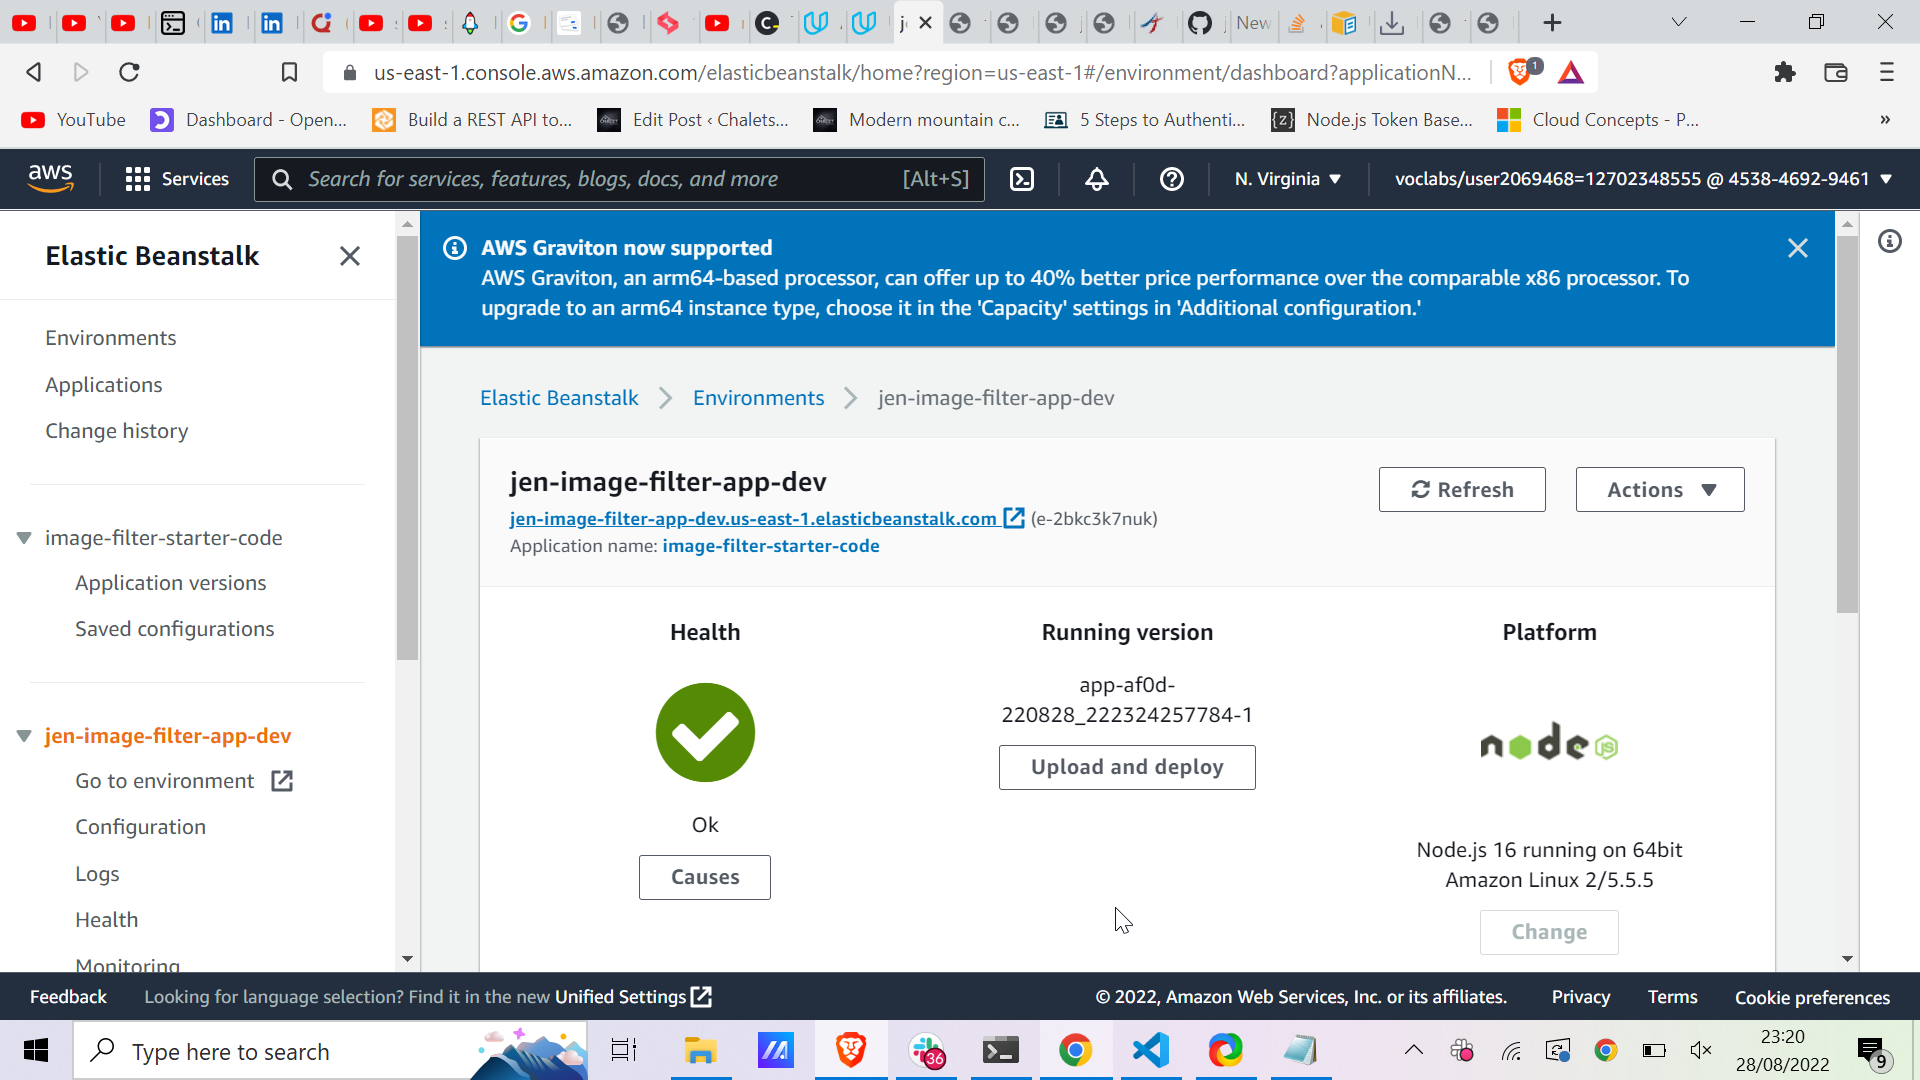 New
us-east-1.console.aws.amazon.com/elasticbeanstalk/home?region=us-east-1#/environment/dashboard?applicationN...
1
YouTube
Dashboard - Open...
Build a REST API to...
Edit Post ‹ Chalets...
Modern mountain c...
5 Steps to Authenti...
Node.js Token Base...
Cloud Concepts - P...
»
aws
Services
Search for services, features, blogs, docs, and more
[Alt+S]
N. Virginia
voclabs/user2069468=12702348555 @ 4538-4692-9461
Elastic Beanstalk
Environments
Applications
Change history
image-filter-starter-code
Application versions
Saved configurations
jen-image-filter-app-dev
Go to environment
Configuration
Logs
Health
Monitoring
AWS Graviton now supported
AWS Graviton, an arm64-based processor, can offer up to 40% better price performance over the comparable x86 processor. To
upgrade to an arm64 instance type, choose it in the 'Capacity' settings in 'Additional configuration.'
Elastic Beanstalk
Environments
jen-image-filter-app-dev
jen-image-filter-app-dev
jen-image-filter-app-dev.us-east-1.elasticbeanstalk.com (e-2bkc3k7nuk)
Application name: image-filter-starter-code
Refresh
Actions
Health
Ok
Causes
Running version
app-af0d-
220828_222324257784-1
Upload and deploy
Platform
node
JS
Node.js 16 running on 64bit
Amazon Linux 2/5.5.5
Change
Feedback
Looking for language selection? Find it in the new Unified Settings
© 2022, Amazon Web Services, Inc. or its affiliates.
Privacy
Terms
Cookie preferences
Type here to search
36
23:20
28/08/2022
9